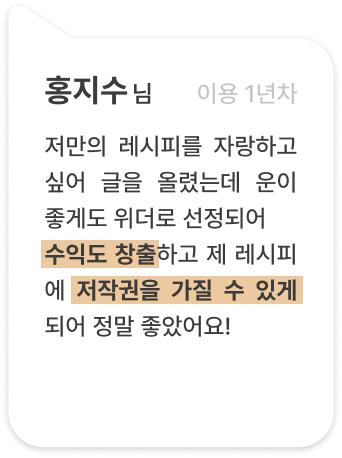 홍지수 님 이용 1년차
저만의 레시피를 자랑하고
싶어 글을 올렸는데 운이
좋게도 위더로 선정되어
수익도 창출하고 제 레시피
에 저작권을 가질 수 있게
되어 정말 좋았어요!